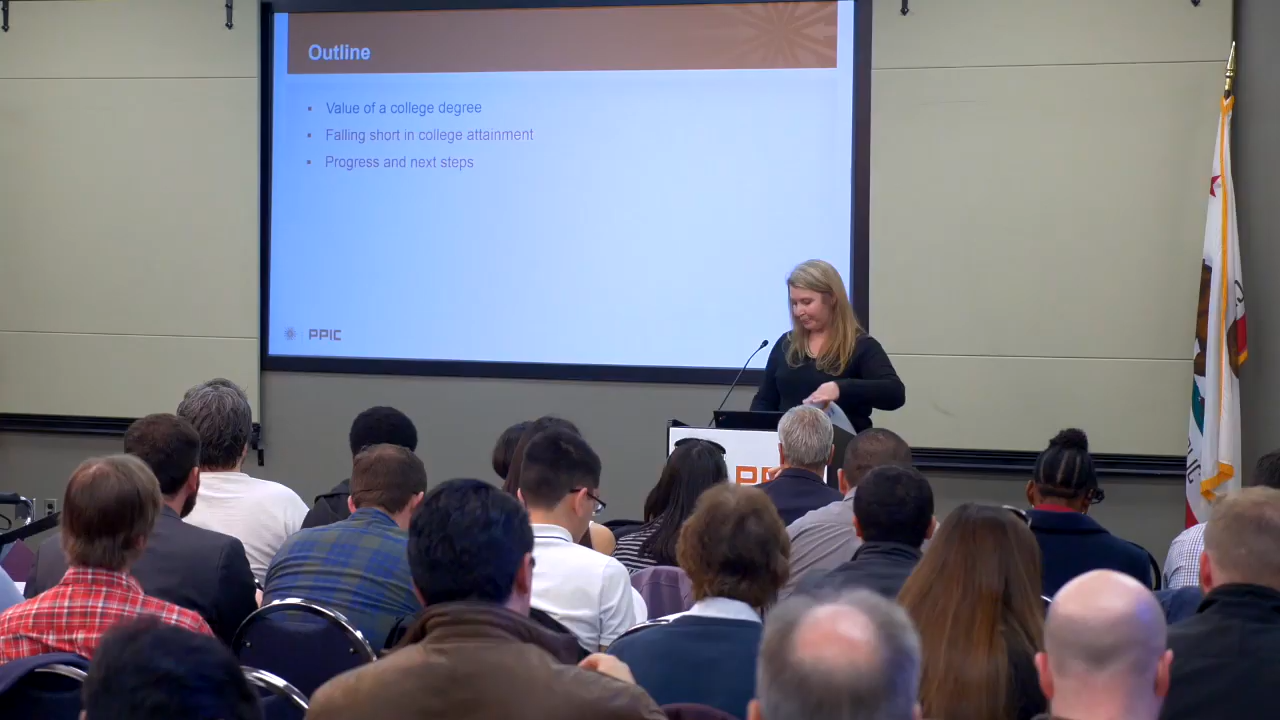 Outline
▪ Value of a college degree
▪ Falling short in college attainment
▪ Progress and next steps
PPIC